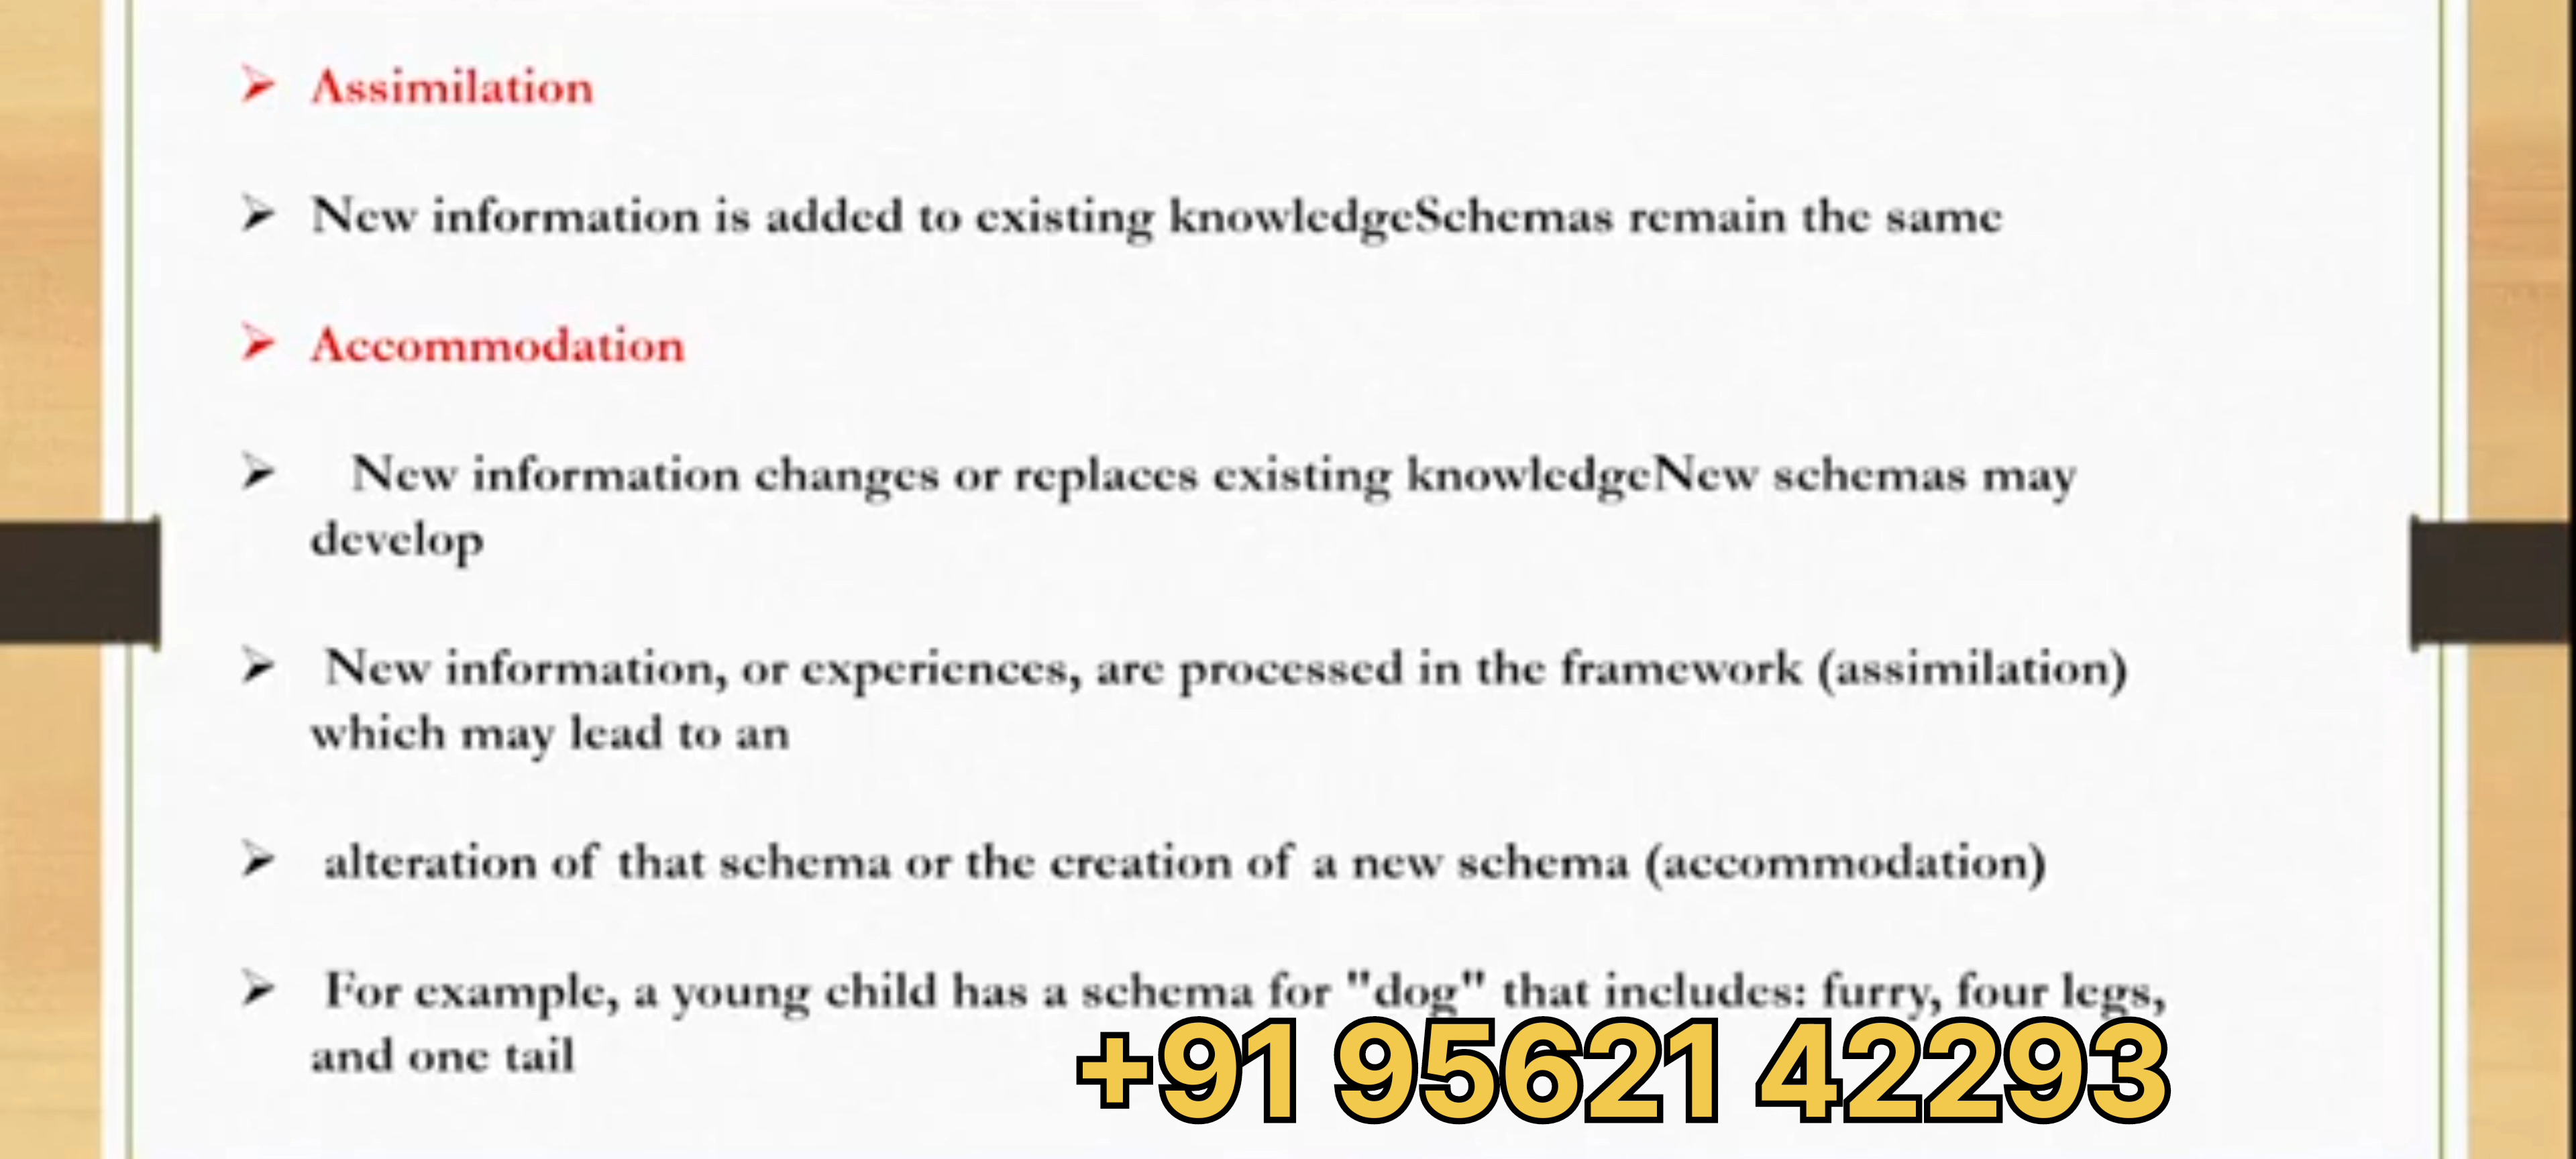 Assimilation
New information is added to existing knowledgeSchemas remain the same
Accommodation
New information changes or replaces existing knowledgeNew schemas may
develop
New information, or experiences, are processed in the framework (assimilation)
which may lead to an
alteration of that schema or the creation of a new schema (accommodation)
For example, a young child has a schema for "dog" that includes: furry, four legs,
and one tail
+91 95621 42293